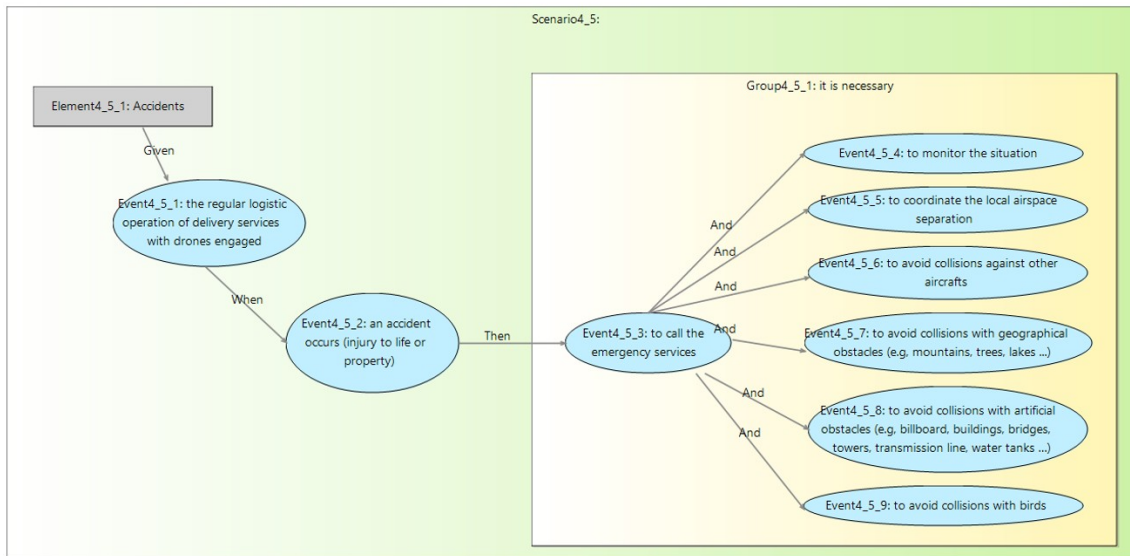 Scenario4_5:
Group4_5_1: it is necessary
Element4_5_1: Accidents
Given
Event4_5_1: the regular logistic
operation of delivery services
with drones engaged
When
Event4_5_2: an accident
occurs (injury to life or
property)
Then
Event4_5_3: to call the
emergency services
And
Event4_5_4: to monitor the situation
And
Event4_5_5: to coordinate the local airspace
separation
And
Event4_5_6: to avoid collisions against other
aircrafts
And
Event4_5_7: to avoid collisions with geographical
obstacles (e.g, mountains, trees, lakes ...)
And
Event4_5_8: to avoid collisions with artificial
obstacles (e.g, billboard, buildings, bridges,
towers, transmission line, water tanks ...)
And
Event4_5_9: to avoid collisions with birds